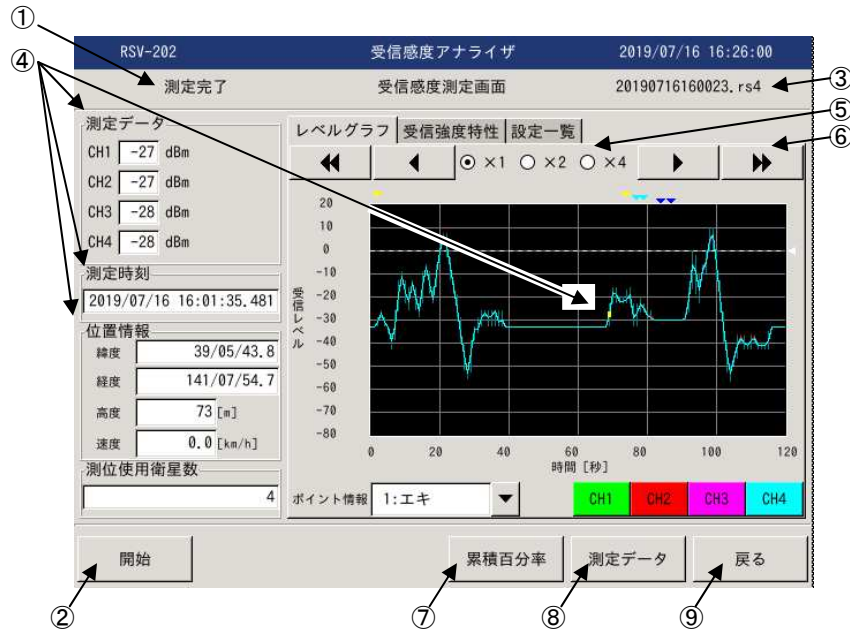 ①
RSV-202 受信感度アナライザ 2019/07/16 16:26:00
④
測定完了 受信感度測定画面 20190716160023.rs4 ③
⑤
⑥
測定データ
CH1 -27 dBm
CH2 -27 dBm
CH3 -28 dBm
CH4 -28 dBm
測定時刻
2019/07/16 16:01:35.481
位置情報
緯度 39/05/43.8
経度 141/07/54.7
高度 73 [m]
速度 0.0 [km/h]
測位使用衛星数
4
レベルグラフ 受信強度特性 設定一覧
×1 ×2 ×4
受信レベル
20
10
0
-10
-20
-30
-40
-50
-60
-70
-80
0 20 40 60 80 100 120
時間 [秒]
ポイント情報 1:エキ CH1 CH2 CH3 CH4
開始 累積百分率 測定データ 戻る
② ⑦ ⑧ ⑨